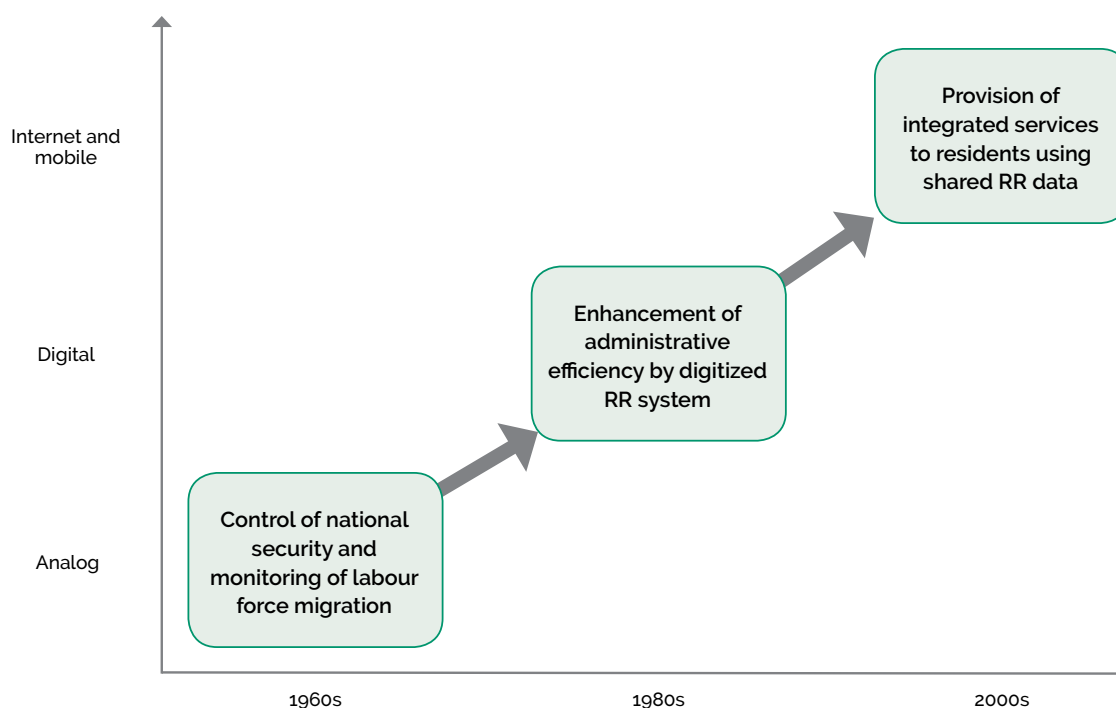 Provision of
integrated services
to residents using
shared RR data
Internet and
mobile
Enhancement of
administrative
efficiency by digitized
RR system
Digital
Control of national
security and
monitoring of labour
force migration
Analog
1960s
1980s
2000s